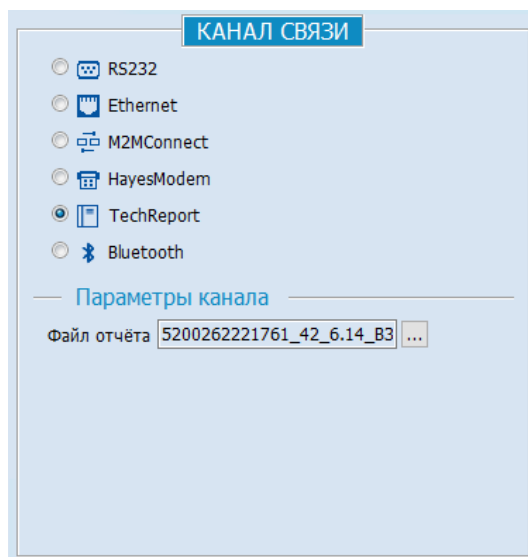 КАНАЛ СВЯЗИ
RS232
Ethernet
M2MConnect
HayesModem
TechReport
Bluetooth
Параметры канала
Файл отчёта 5200262221761_42_6.14_B3 ...